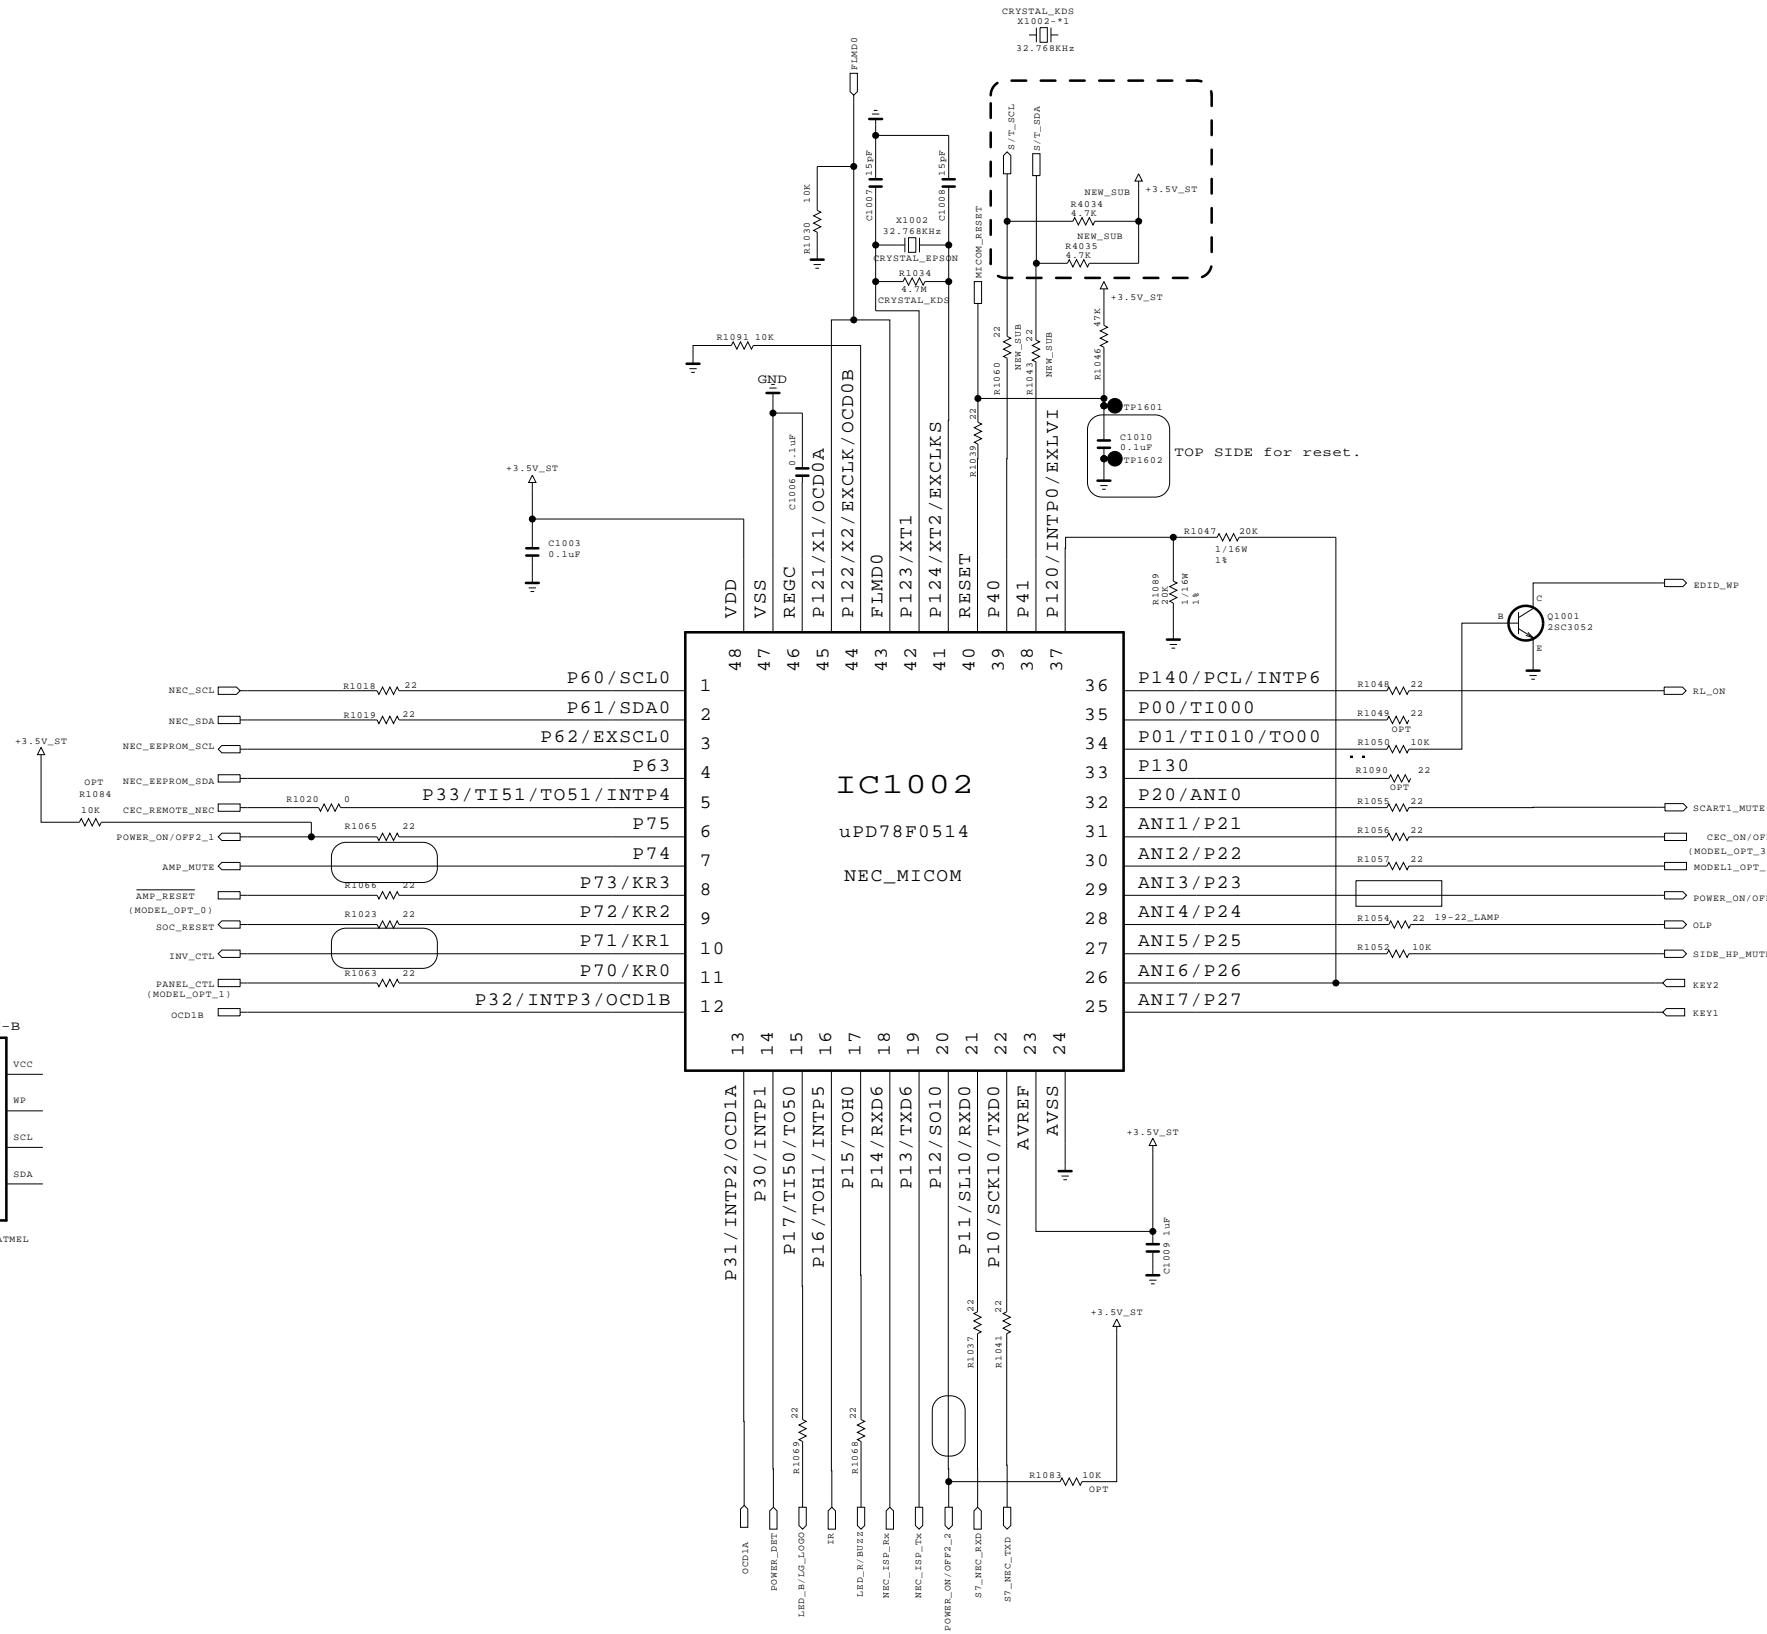 CRYSTAL_KDS
X1002-*1
32.768KHz
FLMD0
R1030 10K
C1007 15pF
C1008 15pF
X1002
32.768KHz
CRYSTAL_EPSON
R1034
4.7M
CRYSTAL_KDS
MICOM_RESET
S/T_SCL
S/T_SDA
NEW_SUB
R4034
4.7K
NEW_SUB
R4035
4.7K
+3.5V_ST
+3.5V_ST
R1091 10K
GND
C1006 0.1uF
R1060 22
NEW_SUB
R1043 22
NEW_SUB
R1046 47K
R1039 22
TP1601
C1010
0.1uF
TP1602
TOP SIDE for reset.
+3.5V_ST
C1003
0.1uF
R1047 20K
1/16W
1%
R1089
20K
1/16W
1%
VDD
VSS
REGC
P121/X1/OCD0A
P122/X2/EXCLK/OCD0B
FLMD0
P123/XT1
P124/XT2/EXCLKS
RESET
P40
P41
P120/INTP0/EXLVI
48
47
46
45
44
43
42
41
40
39
38
37
EDID_WP
C
B
E
Q1001
2SC3052
IC1002
uPD78F0514
NEC_MICOM
NEC_SCL R1018 22 P60/SCL0 1
NEC_SDA R1019 22 P61/SDA0 2
NEC_EEPROM_SCL P62/EXSCL0 3
NEC_EEPROM_SDA P63 4
CEC_REMOTE_NEC R1020 0 P33/TI51/TO51/INTP4 5
+3.5V_ST
OPT
R1084
10K
POWER_ON/OFF2_1 R1065 22 P75 6
AMP_MUTE P74 7
AMP_RESET R1066 22 P73/KR3 8
(MODEL_OPT_0)
SOC_RESET R1023 22 P72/KR2 9
INV_CTL P71/KR1 10
PANEL_CTL R1063 22 P70/KR0 11
(MODEL_OPT_1)
OCD1B P32/INTP3/OCD1B 12
36 P140/PCL/INTP6 R1048 22 RL_ON
35 P00/TI000 R1049 22
OPT
34 P01/TI010/TO00 R1050 10K
33 P130 R1090 22
OPT
32 P20/ANI0 R1055 22 SCART1_MUTE
31 ANI1/P21 R1056 22 CEC_ON/OF
(MODEL_OPT_3
30 ANI2/P22 R1057 22 MODEL1_OPT_
29 ANI3/P23 POWER_ON/OF
28 ANI4/P24 R1054 22 19-22_LAMP OLP
27 ANI5/P25 R1052 10K SIDE_HP_MUT
26 ANI6/P26 KEY2
25 ANI7/P27 KEY1
-B
VCC
WP
SCL
SDA
ATMEL
13
14
15
16
17
18
19
20
21
22
23
24
P31/INTP2/OCD1A
P30/INTP1
P17/TI50/TO50
P16/TOH1/INTP5
P15/TOH0
P14/RXD6
P13/TXD6
P12/SO10
P11/SL10/RXD0
P10/SCK10/TXD0
AVREF
AVSS
+3.5V_ST
C1009 1uF
+3.5V_ST
R1037 22
R1041 22
R1069 22
R1068 22
R1083 10K
OPT
OCD1A
POWER_DET
LED_B/LG_LOGO
IR
LED_R/BUZZ
NEC_ISP_Rx
NEC_ISP_Tx
POWER_ON/OFF2_2
S7_NEC_RXD
S7_NEC_TXD